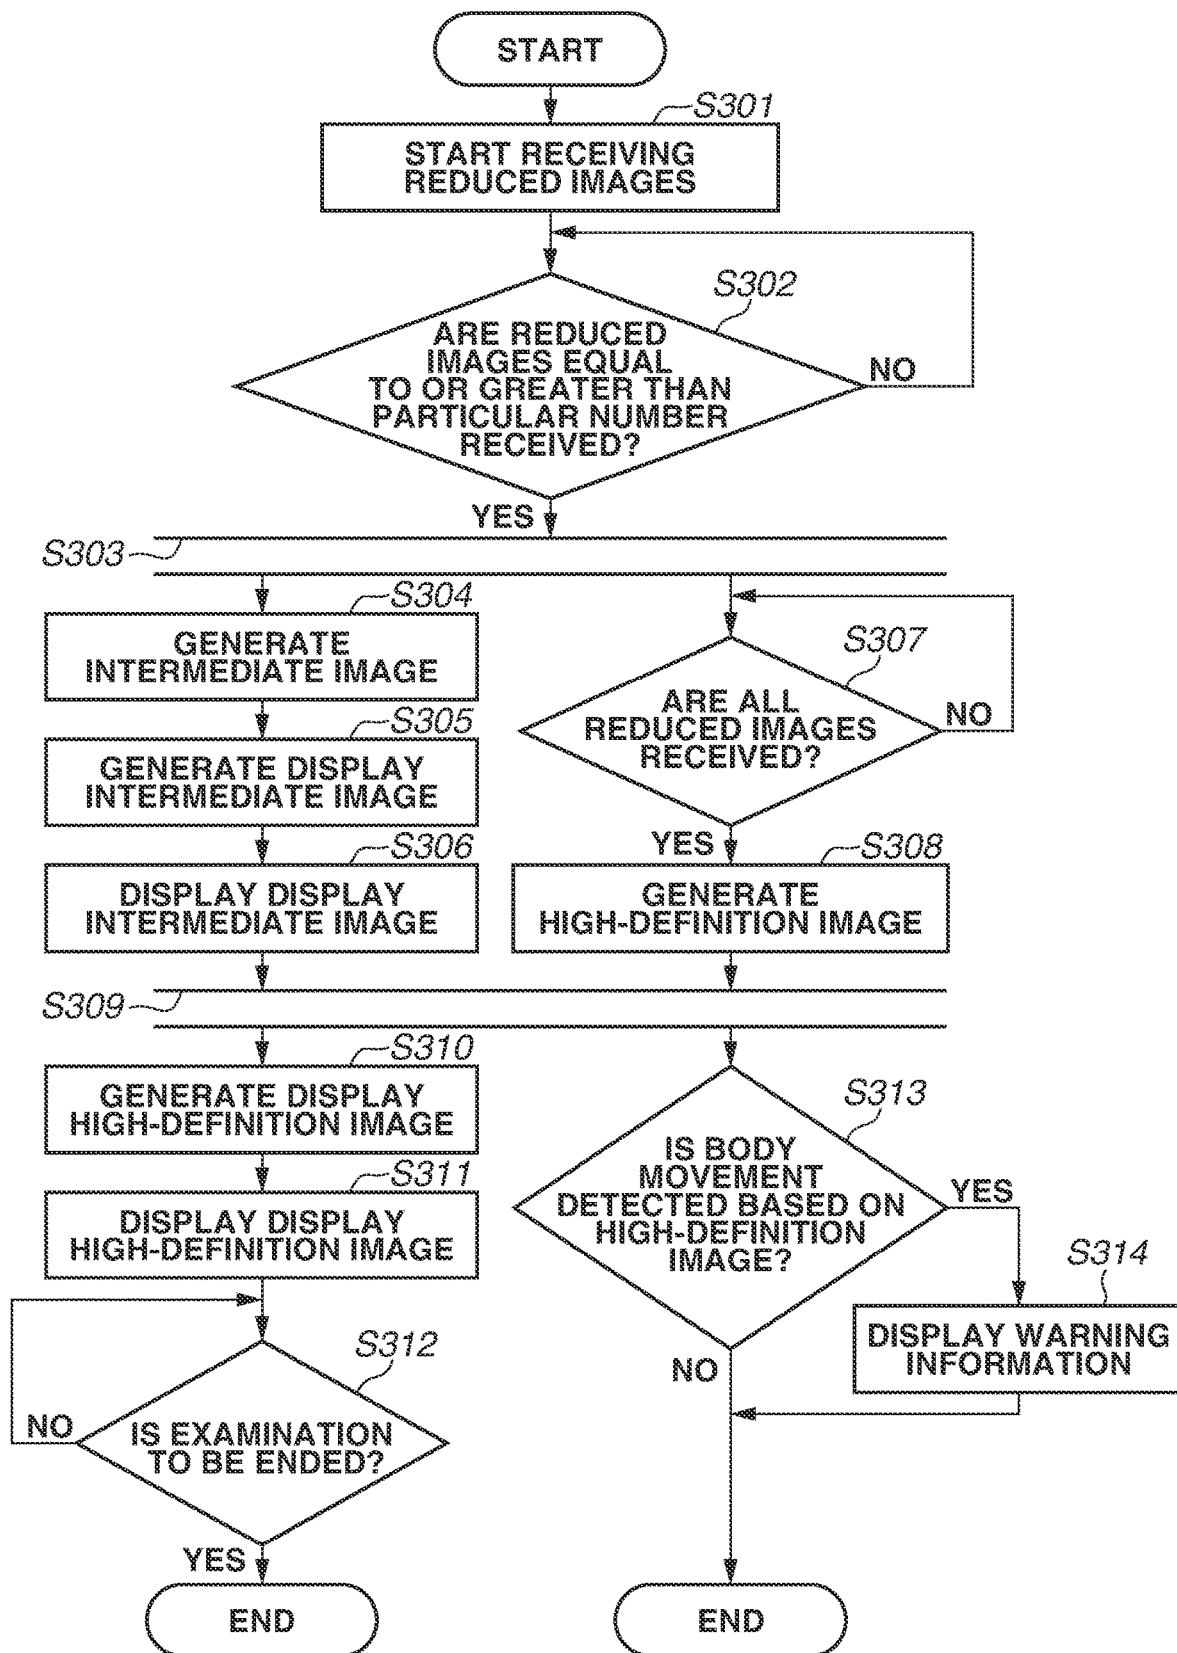 START
S301
START RECEIVING
REDUCED IMAGES
S302
ARE REDUCED
IMAGES EQUAL
TO OR GREATER THAN
PARTICULAR NUMBER
RECEIVED?
NO
YES
S303
S304
GENERATE
INTERMEDIATE IMAGE
S305
GENERATE DISPLAY
INTERMEDIATE IMAGE
S306
DISPLAY DISPLAY
INTERMEDIATE IMAGE
S307
ARE ALL
REDUCED IMAGES
RECEIVED?
NO
YES
S308
GENERATE
HIGH-DEFINITION IMAGE
S309
S310
GENERATE DISPLAY
HIGH-DEFINITION IMAGE
S311
DISPLAY DISPLAY
HIGH-DEFINITION IMAGE
S312
IS EXAMINATION
TO BE ENDED?
NO
YES
END
S313
IS BODY
MOVEMENT
DETECTED BASED ON
HIGH-DEFINITION
IMAGE?
YES
S314
DISPLAY WARNING
INFORMATION
NO
END